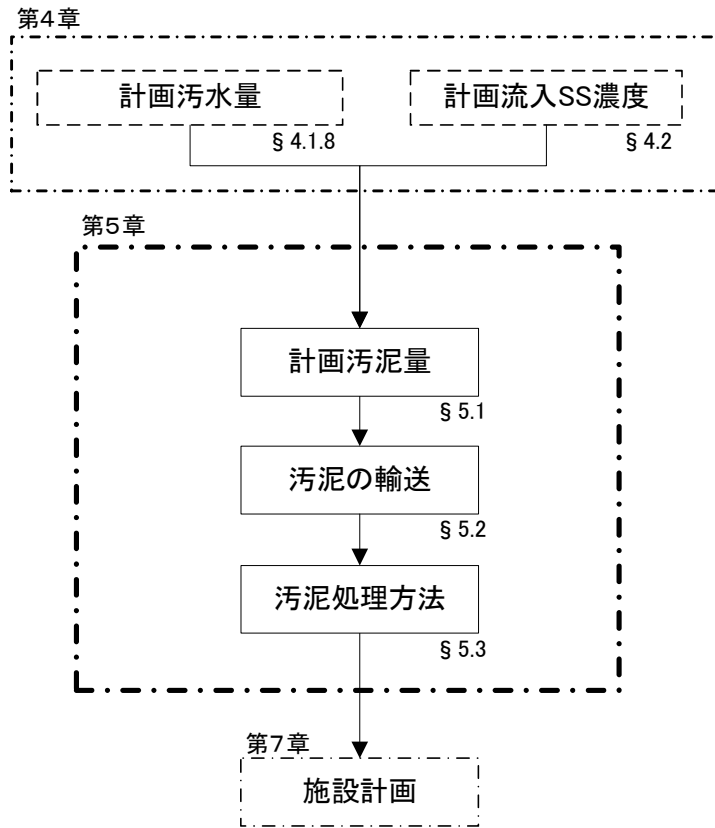 第4章
計画汚水量
計画流入SS濃度
§ 4.1.8
§ 4.2
第5章
計画汚泥量
§ 5.1
汚泥の輸送
§ 5.2
汚泥処理方法
§ 5.3
第7章
施設計画